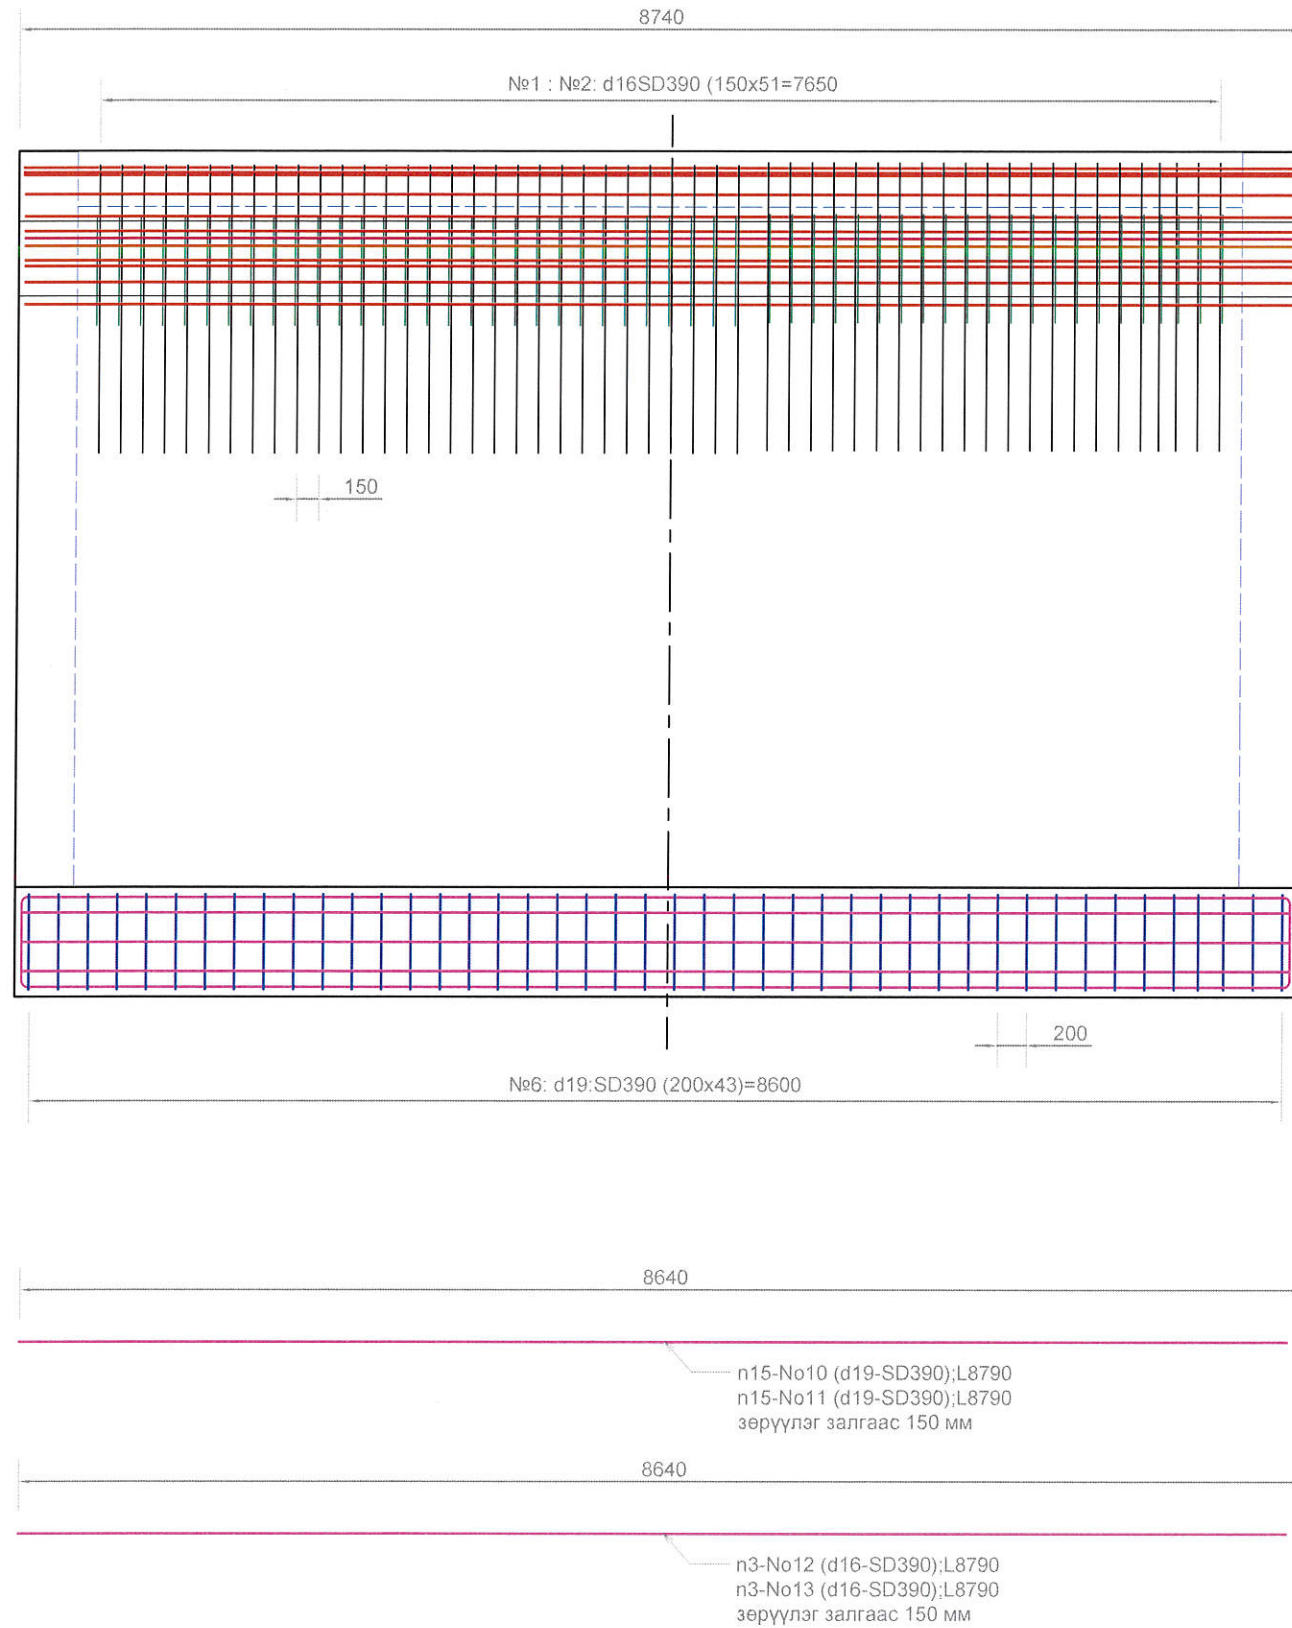 8740
№1 : №2: d16SD390 (150x51=7650
150
200
№6: d19:SD390 (200x43)=8600
8640
n15-No10 (d19-SD390);L8790
n15-No11 (d19-SD390);L8790
зөрүүлэг залгаас 150 мм
8640
n3-No12 (d16-SD390);L8790
n3-No13 (d16-SD390);L8790
зөрүүлэг залгаас 150 мм